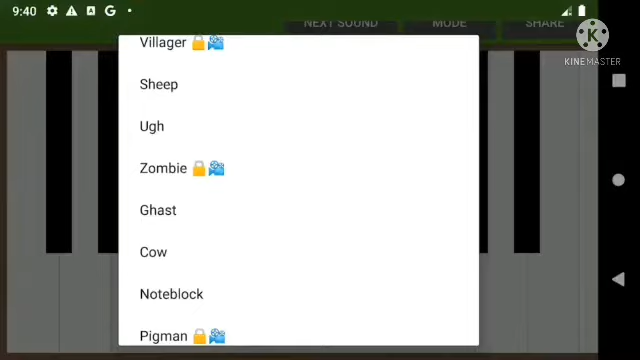 9:40
NEXT SOUND MODE SHARE
KINEMASTER
Villager
Sheep
Ugh
Zombie
Ghast
Cow
Noteblock
Pigman